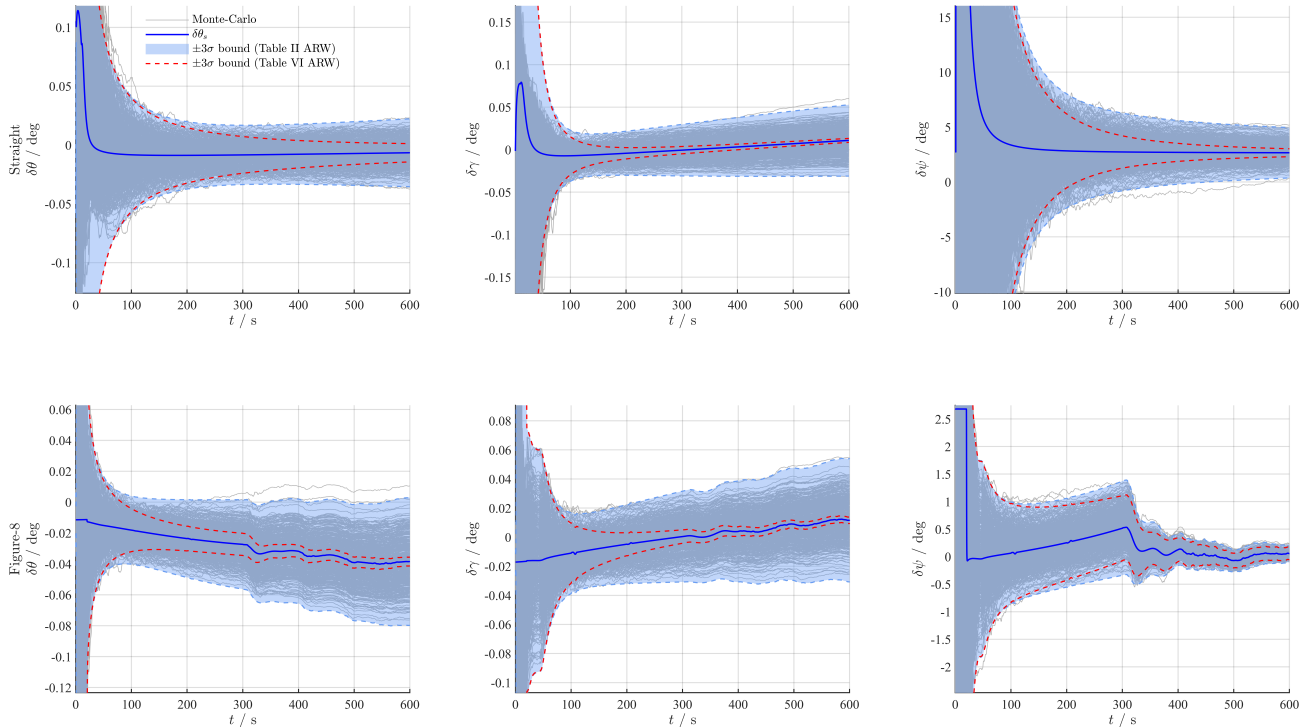 Monte-Carlo
δθₛ
±3σ bound (Table II ARW)
±3σ bound (Table VI ARW)
Straight
δθ / deg
0.1
0.05
0
-0.05
-0.1
0 100 200 300 400 500 600
t / s
δγ / deg
0.15
0.1
0.05
0
-0.05
-0.1
-0.15
100 200 300 400 500 600
t / s
δψ / deg
15
10
5
0
-5
-10
0 100 200 300 400 500 600
t / s
Figure-8
δθ / deg
0.06
0.04
0.02
0
-0.02
-0.04
-0.06
-0.08
-0.1
-0.12
0 100 200 300 400 500 600
t / s
δγ / deg
0.08
0.06
0.04
0.02
0
-0.02
-0.04
-0.06
-0.08
-0.1
0 100 200 300 400 500 600
t / s
δψ / deg
2.5
2
1.5
1
0.5
0
-0.5
-1
-1.5
-2
0 100 200 300 400 500 600
t / s